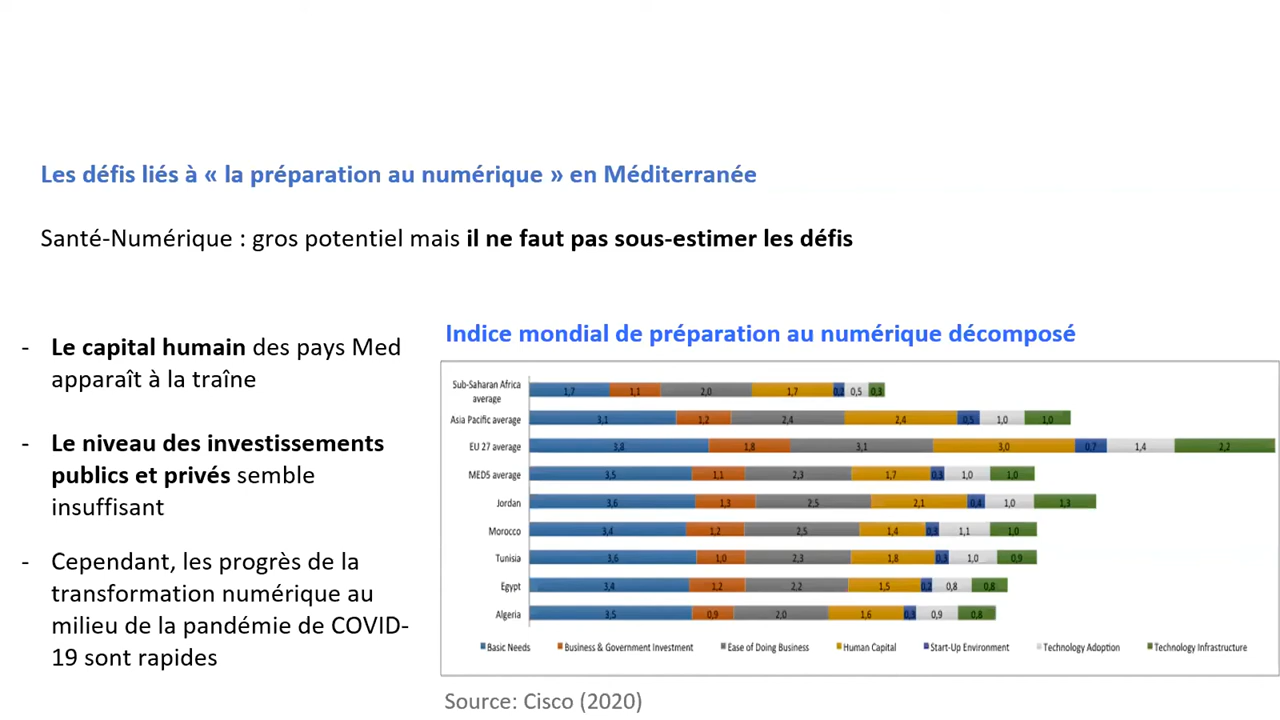 Les défis liés à « la préparation au numérique » en Méditerranée
Santé-Numérique : gros potentiel mais il ne faut pas sous-estimer les défis
- Le capital humain des pays Med
apparaît à la traîne
- Le niveau des investissements
publics et privés semble
insuffisant
- Cependant, les progrès de la
transformation numérique au
milieu de la pandémie de COVID-
19 sont rapides
Indice mondial de préparation au numérique décomposé
Sub-Saharan Africa
average
1,7 1,1 2,0 1,7 0,2 0,5 0,3
Asia Pacific average 3,1 1,2 2,4 2,4 0,5 1,0 1,0
EU 27 average 3,8 1,8 3,1 3,0 0,7 1,4 2,2
MED5 average 3,5 1,1 2,3 1,7 0,3 1,0 1,0
Jordan 3,6 1,3 2,5 2,1 0,4 1,0 1,3
Morocco 3,4 1,2 2,5 1,4 0,3 1,1 1,0
Tunisia 3,6 1,0 2,3 1,8 0,3 1,0 0,9
Egypt 3,4 1,2 2,2 1,5 0,2 0,8 0,8
Algeria 3,5 0,9 2,0 1,6 0,3 0,9 0,8
Basic Needs Business & Government Investment Ease of Doing Business Human Capital Start-Up Environment Technology Adoption Technology Infrastructure
Source: Cisco (2020)